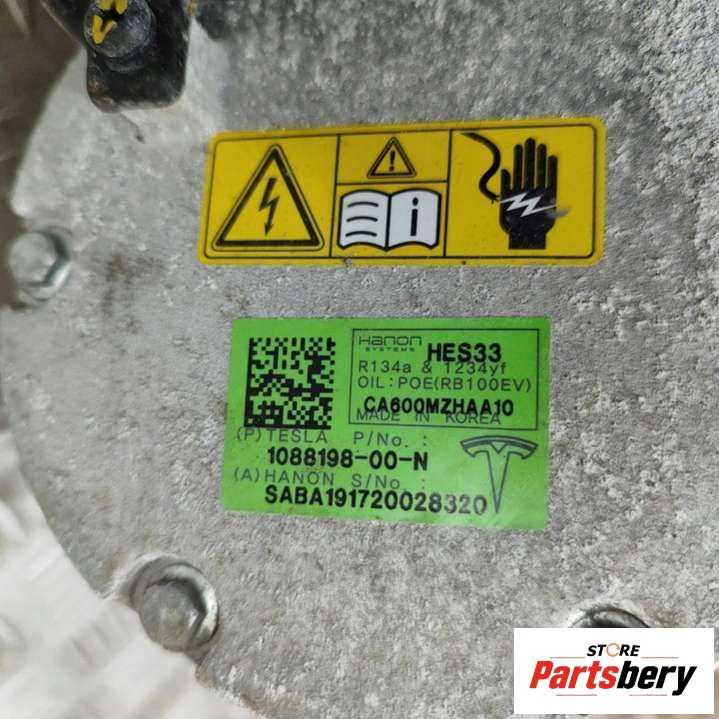 Hanon
SYSTEMS
HES33
R134a & 1234yf
OIL:POE(RB100EV)
CA600MZHAA10
MADE IN KOREA
(P) TESLA P/No. :
1088198-00-N
(A) HANON S/No. :
SABA191720028320
STORE
Partsbery